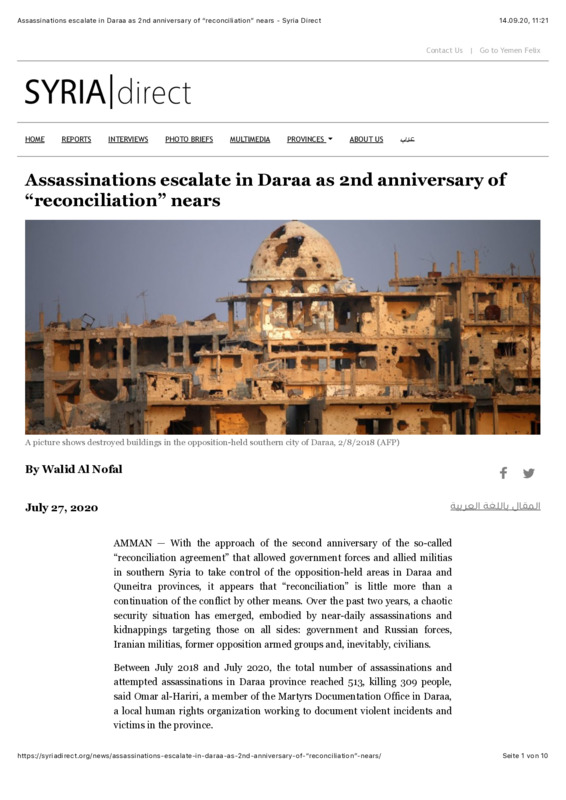 Assassinations escalate in Daraa as 2nd anniversary of “reconciliation” nears - Syria Direct 14.09.20, 11:21
Contact Us | Go to Yemen Felix
SYRIA|direct
HOME REPORTS INTERVIEWS PHOTO BRIEFS MULTIMEDIA PROVINCES ABOUT US عربي
Assassinations escalate in Daraa as 2nd anniversary of
“reconciliation” nears
A picture shows destroyed buildings in the opposition-held southern city of Daraa, 2/8/2018 (AFP)
By Walid Al Nofal
July 27, 2020 المقال باللغة العربية
AMMAN — With the approach of the second anniversary of the so-called
“reconciliation agreement” that allowed government forces and allied militias
in southern Syria to take control of the opposition-held areas in Daraa and
Quneitra provinces, it appears that “reconciliation” is little more than a
continuation of the conflict by other means. Over the past two years, a chaotic
security situation has emerged, embodied by near-daily assassinations and
kidnappings targeting those on all sides: government and Russian forces,
Iranian militias, former opposition armed groups and, inevitably, civilians.
Between July 2018 and July 2020, the total number of assassinations and
attempted assassinations in Daraa province reached 513, killing 309 people,
said Omar al-Hariri, a member of the Martyrs Documentation Office in Daraa,
a local human rights organization working to document violent incidents and
victims in the province.
https://syriadirect.org/news/assassinations-escalate-in-daraa-as-2nd-anniversary-of-“reconciliation”-nears/ Seite 1 von 10